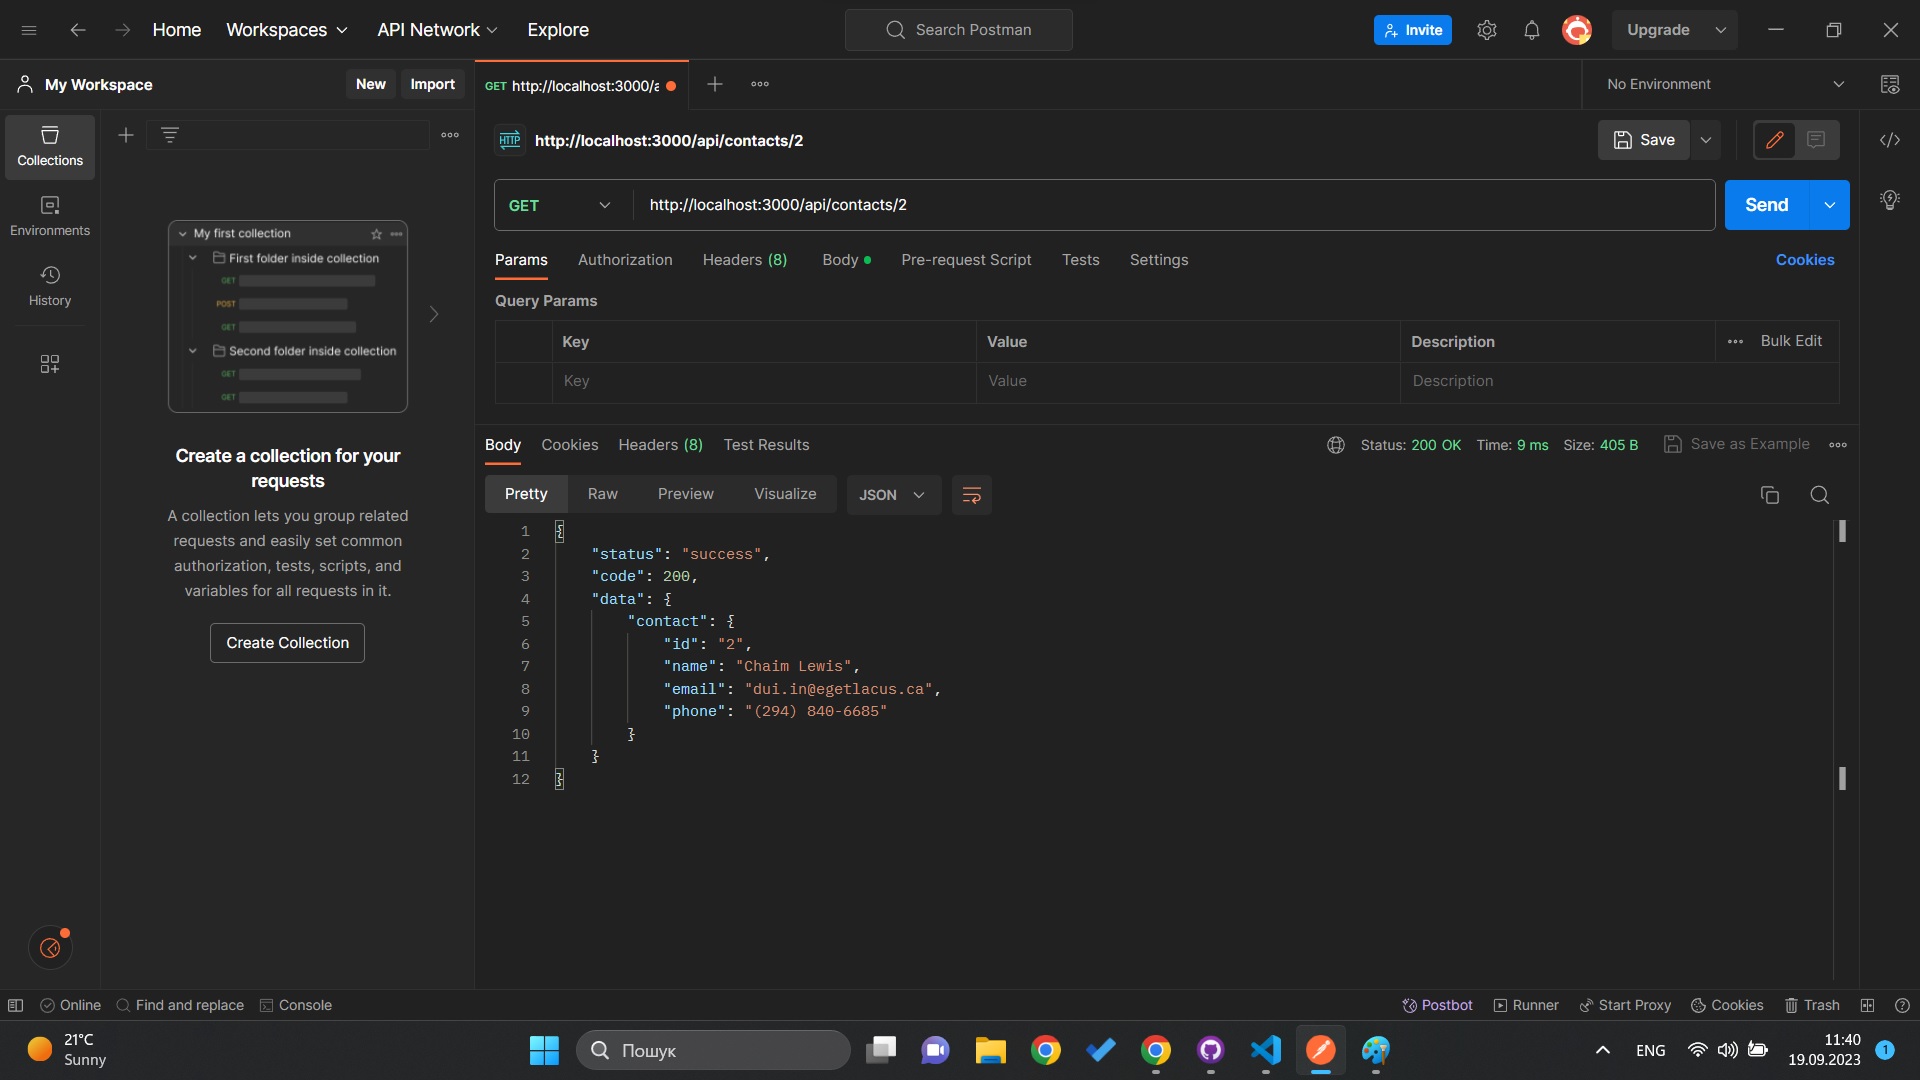 Home Workspaces API Network Explore
Search Postman
Invite
Upgrade
My Workspace
New
Import
GET http://localhost:3000/a
No Environment
Collections
Environments
History
My first collection
First folder inside collection
GET
POST
GET
Second folder inside collection
GET
GET
Create a collection for your
requests
A collection lets you group related
requests and easily set common
authorization, tests, scripts, and
variables for all requests in it.
Create Collection
HTTP http://localhost:3000/api/contacts/2
Save
GET http://localhost:3000/api/contacts/2
Send
Params Authorization Headers (8) Body Pre-request Script Tests Settings
Cookies
Query Params
Key Value Description Bulk Edit
Key Value Description
Body Cookies Headers (8) Test Results
Status: 200 OK Time: 9 ms Size: 405 B Save as Example
Pretty Raw Preview Visualize JSON
1 {
2 "status": "success",
3 "code": 200,
4 "data": {
5 "contact": {
6 "id": "2",
7 "name": "Chaim Lewis",
8 "email": "dui.in@egetlacus.ca",
9 "phone": "(294) 840-6685"
10 }
11 }
12 }
Online Find and replace Console
Postbot Runner Start Proxy Cookies Trash
21°C
Sunny
Пошук
ENG
11:40
19.09.2023
1